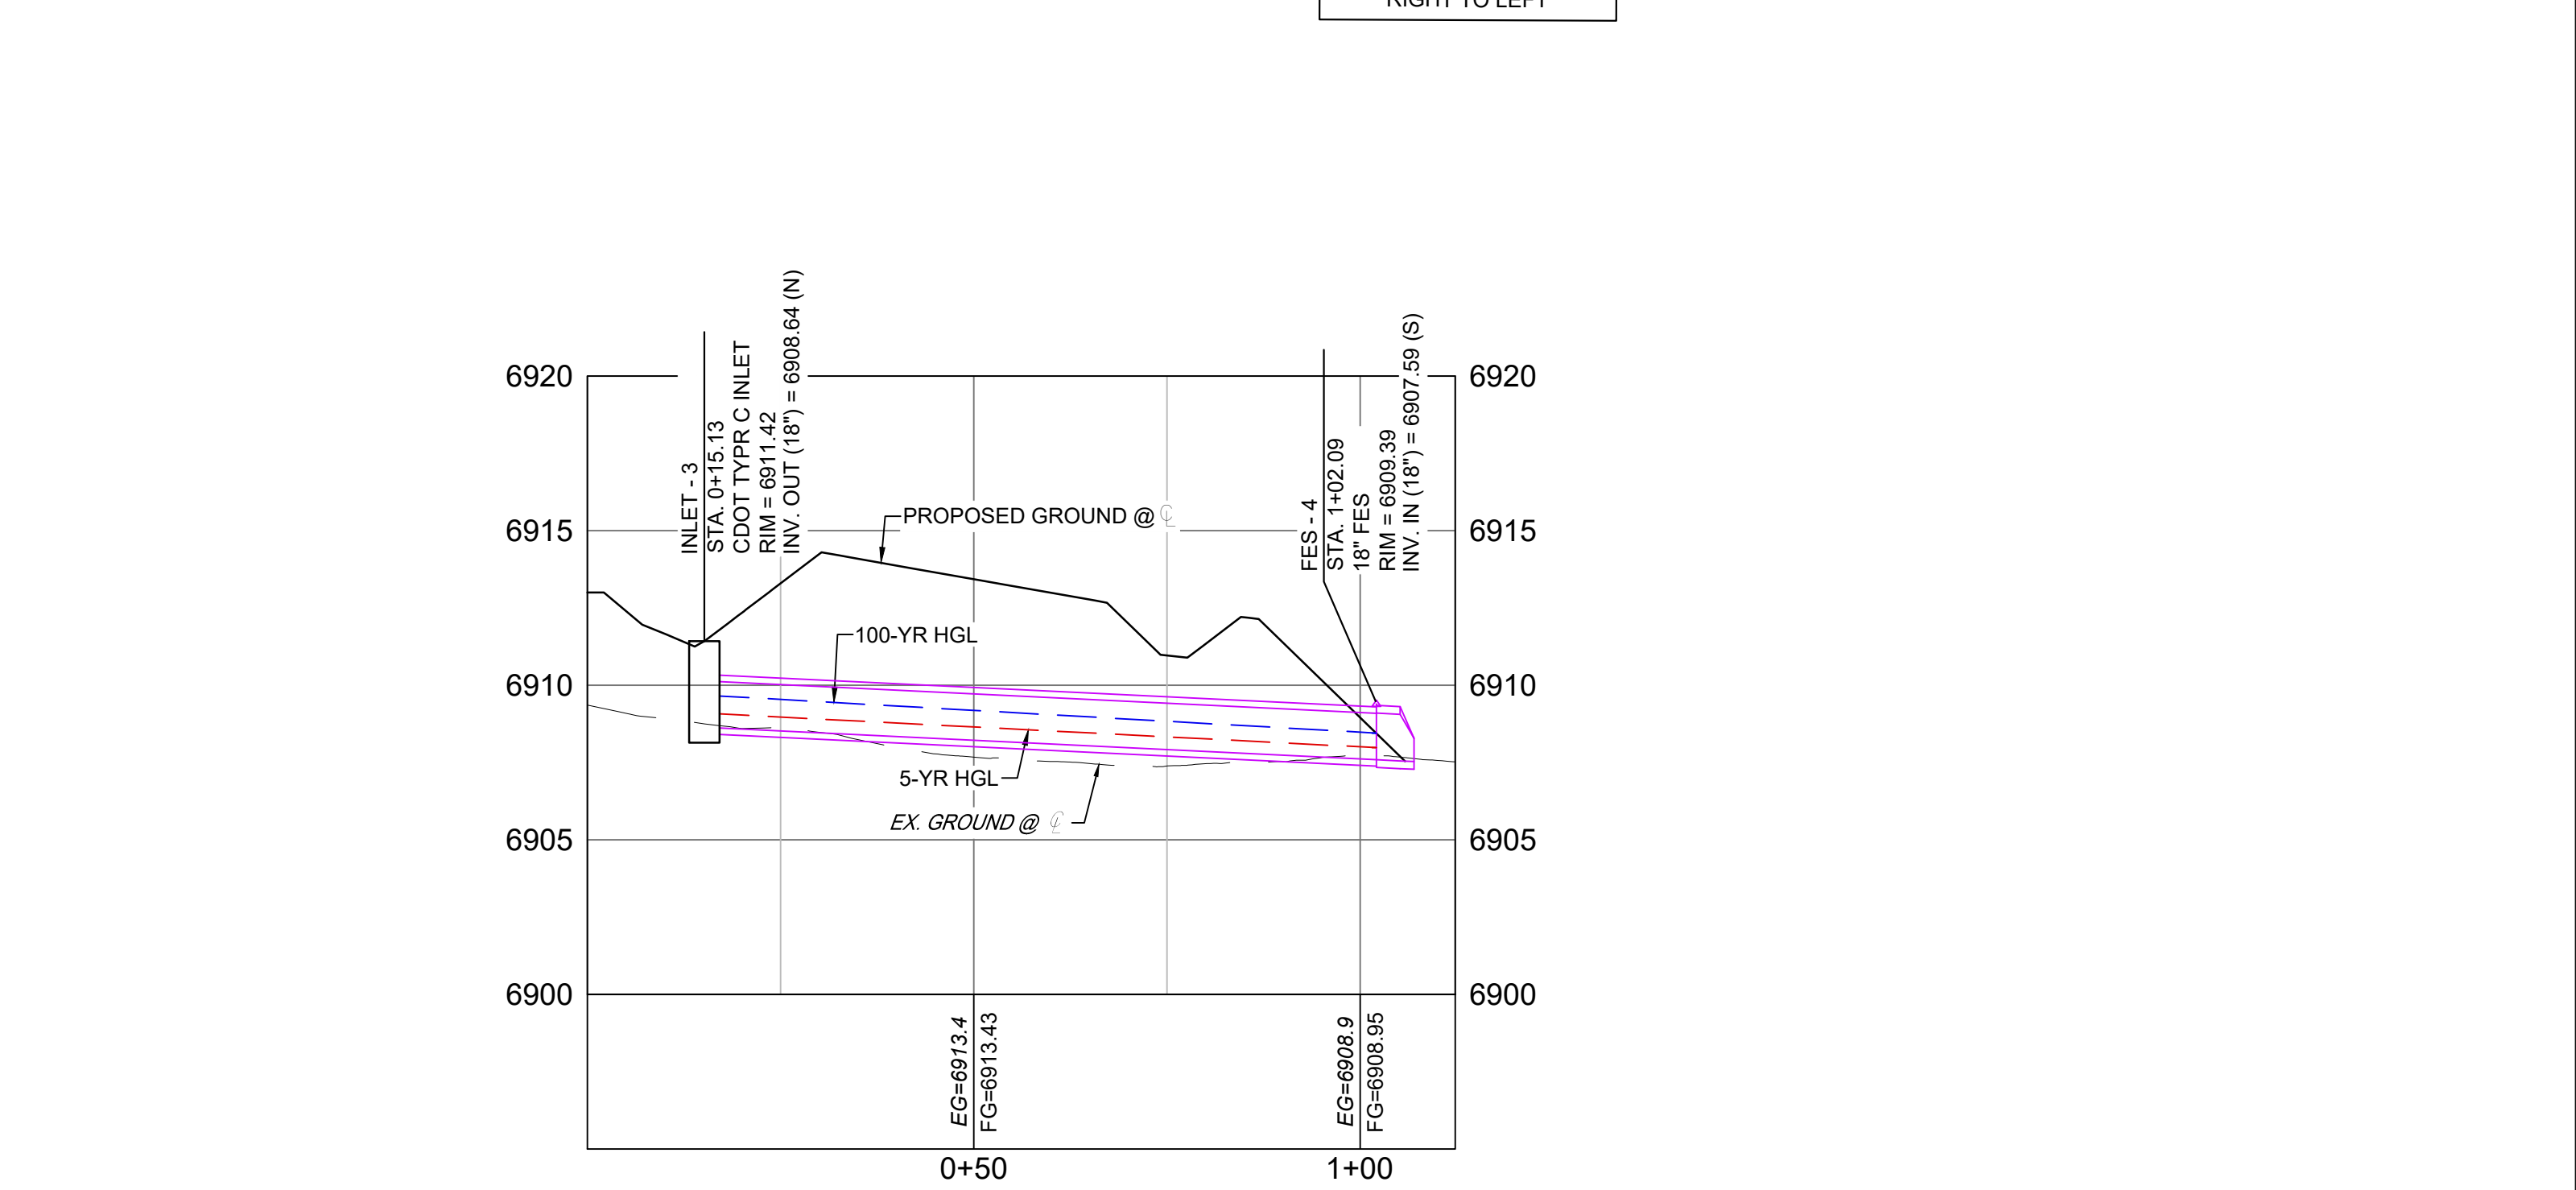 RIGHT TO LEFT
INLET - 3
STA. 0+15.13
CDOT TYPR C INLET
RIM = 6911.42
INV. OUT (18") = 6908.64 (N)
FES - 4
STA. 1+02.09
18" FES
RIM = 6909.39
INV. IN (18") = 6907.59 (S)
6920
6920
PROPOSED GROUND @ ℄
6915
6915
100-YR HGL
6910
6910
5-YR HGL
EX. GROUND @ ℄
6905
6905
6900
6900
EG=6913.4
FG=6913.43
EG=6908.9
FG=6908.95
0+50
1+00